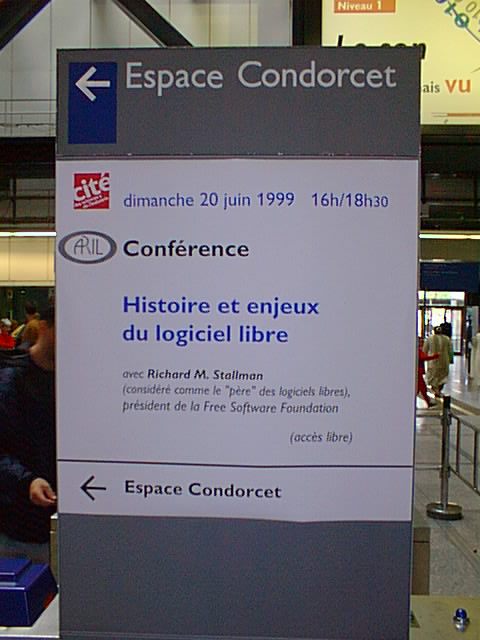 Niveau 1
ais vu
Espace Condorcet
cité
dimanche 20 juin 1999 16h/18h30
APRIL Conférence
Histoire et enjeux
du logiciel libre
avec Richard M. Stallman
(considéré comme le "père" des logiciels libres),
président de la Free Software Foundation
(accès libre)
Espace Condorcet